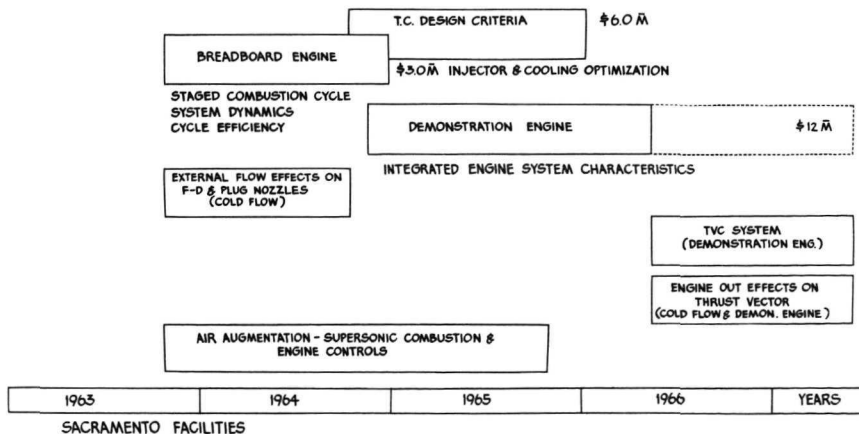 T.C. DESIGN CRITERIA
$6.0 M̄
BREADBOARD ENGINE
$3.0 M̄ INJECTOR & COOLING OPTIMIZATION
STAGED COMBUSTION CYCLE
SYSTEM DYNAMICS
CYCLE EFFICIENCY
DEMONSTRATION ENGINE
$12 M̄
INTEGRATED ENGINE SYSTEM CHARACTERISTICS
EXTERNAL FLOW EFFECTS ON
F-D & PLUG NOZZLES
(COLD FLOW)
TVC SYSTEM
(DEMONSTRATION ENG.)
ENGINE OUT EFFECTS ON
THRUST VECTOR
(COLD FLOW & DEMON. ENGINE)
AIR AUGMENTATION - SUPERSONIC COMBUSTION &
ENGINE CONTROLS
1963
1964
1965
1966
YEARS
SACRAMENTO FACILITIES